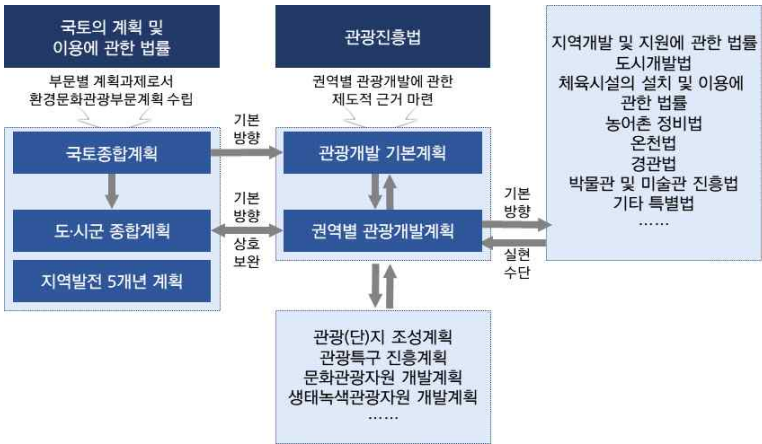 국토의 계획 및
이용에 관한 법률
부문별 계획과제로서
환경문화관광부문계획 수립
국토종합계획
도·시군 종합계획
지역발전 5개년 계획
기본
방향
기본
방향
상호
보완
관광진흥법
권역별 관광개발에 관한
제도적 근거 마련
관광개발 기본계획
권역별 관광개발계획
관광(단)지 조성계획
관광특구 진흥계획
문화관광자원 개발계획
생태녹색관광자원 개발계획
……
기본
방향
실현
수단
지역개발 및 지원에 관한 법률
도시개발법
체육시설의 설치 및 이용에
관한 법률
농어촌 정비법
온천법
경관법
박물관 및 미술관 진흥법
기타 특별법
……